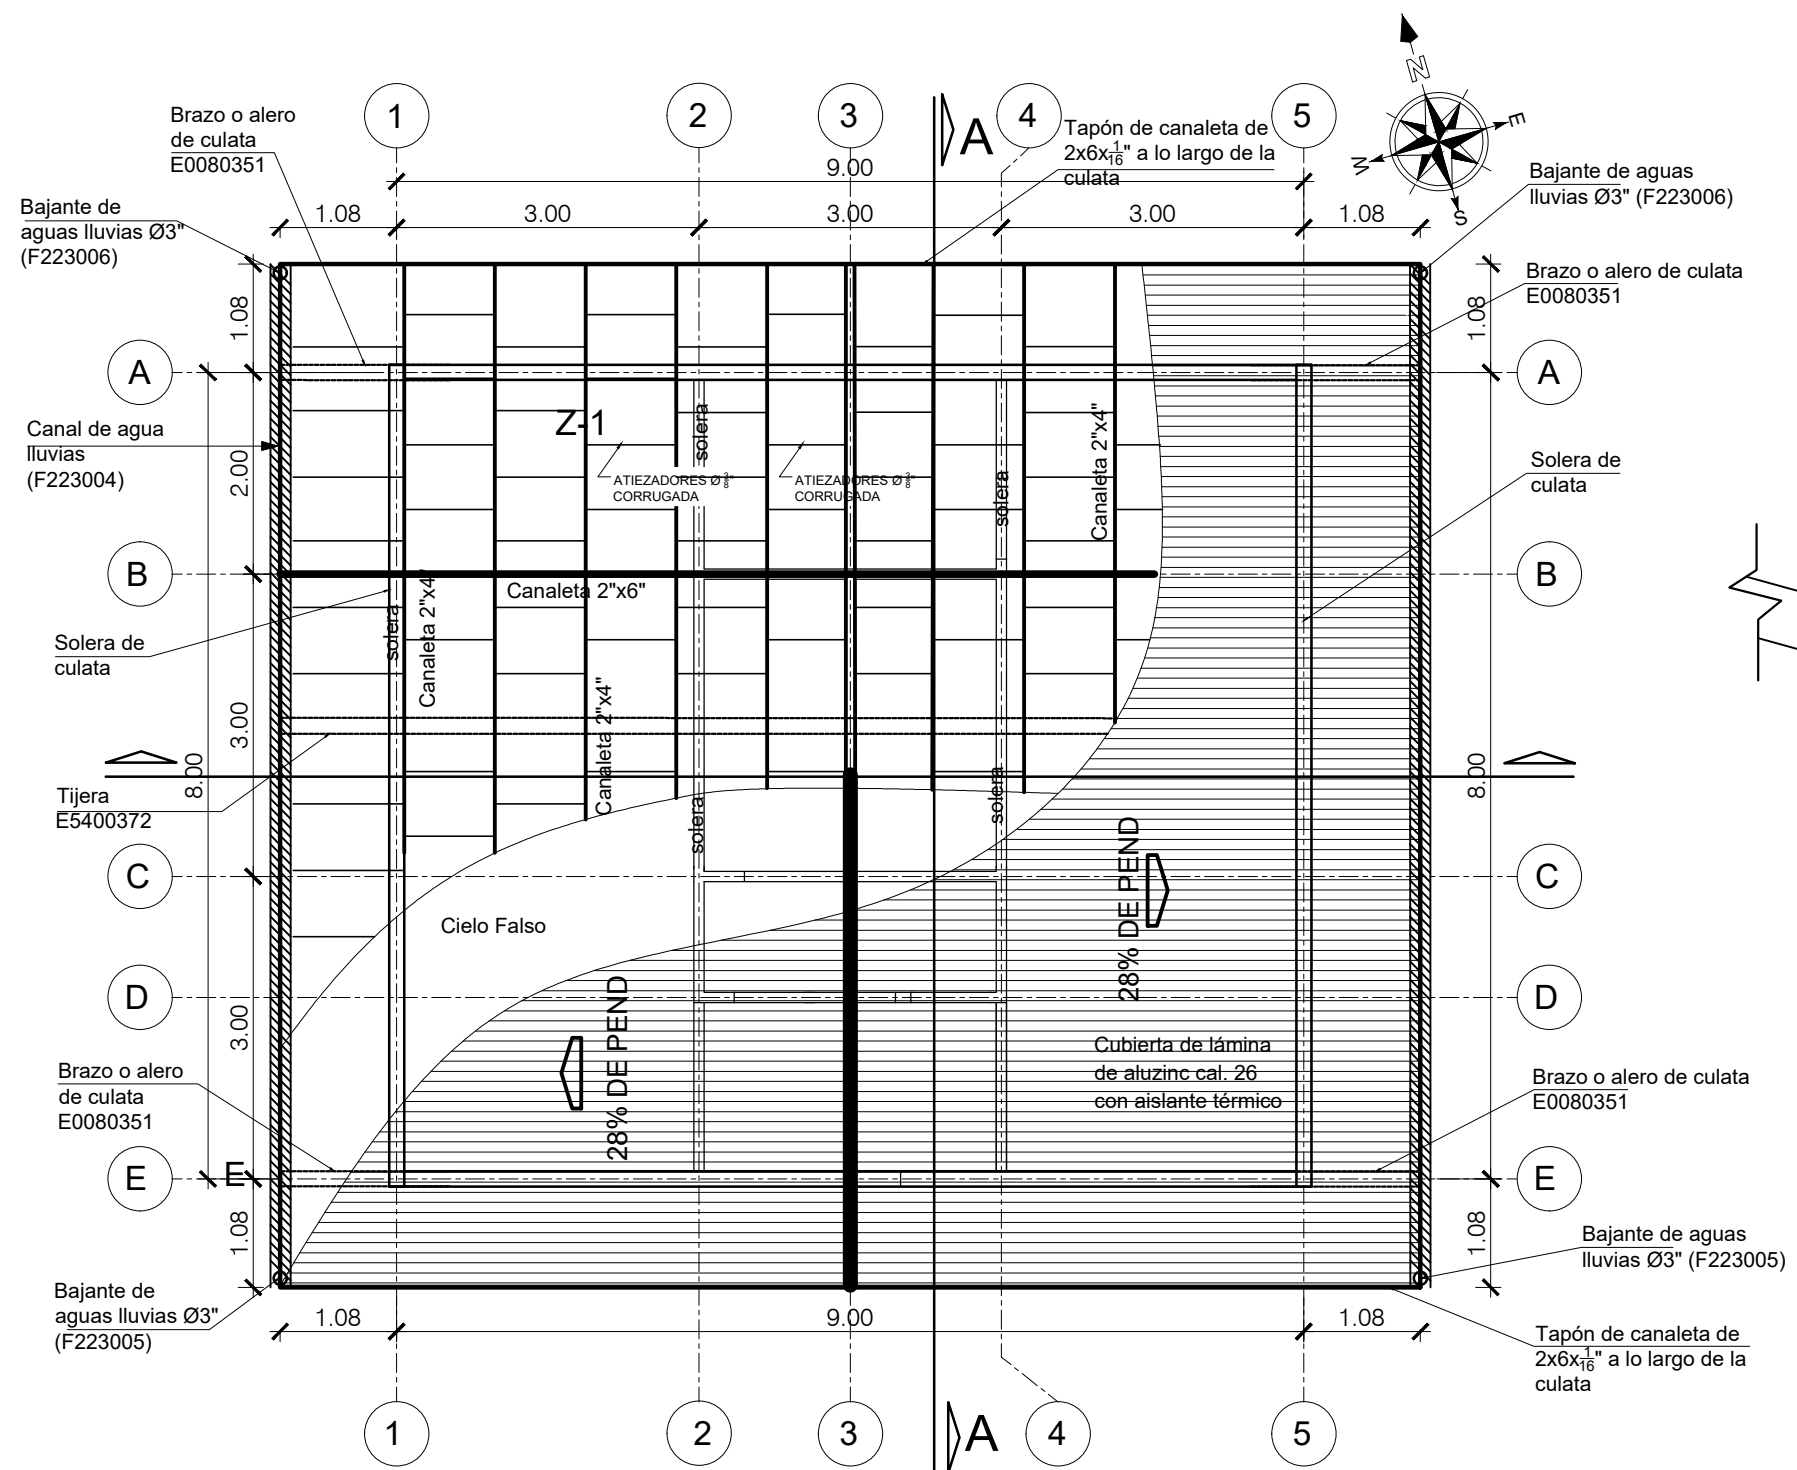 N
E
S
W
1
2
3
A
4
5
Brazo o alero
de culata
E0080351
Tapón de canaleta de
2x6x1/16" a lo largo de la
culata
9.00
Bajante de
aguas lluvias Ø3"
(F223006)
Bajante de aguas
lluvias Ø3" (F223006)
1.08
3.00
3.00
3.00
1.08
Brazo o alero de culata
E0080351
1.08
1.08
A
A
Canal de agua
lluvias
(F223004)
Z-1
solera
Canaleta 2"x4"
2.00
ATIEZADORES Ø3/8"
CORRUGADA
ATIEZADORES Ø3/8"
CORRUGADA
solera
Solera de
culata
B
Canaleta 2"x6"
B
solera
Canaleta 2"x4"
Solera de
culata
3.00
Canaleta 2"x4"
8.00
8.00
Tijera
E5400372
solera
solera
C
28% DE PEND
C
Cielo Falso
D
D
3.00
28% DE PEND
Cubierta de lámina
de aluzinc cal. 26
con aislante térmico
Brazo o alero
de culata
E0080351
Brazo o alero de culata
E0080351
E
E
E
1.08
1.08
Bajante de aguas
lluvias Ø3" (F223005)
Bajante de
aguas lluvias Ø3"
(F223005)
1.08
9.00
1.08
Tapón de canaleta de
2x6x1/16" a lo largo de la
culata
1
2
3
A
4
5